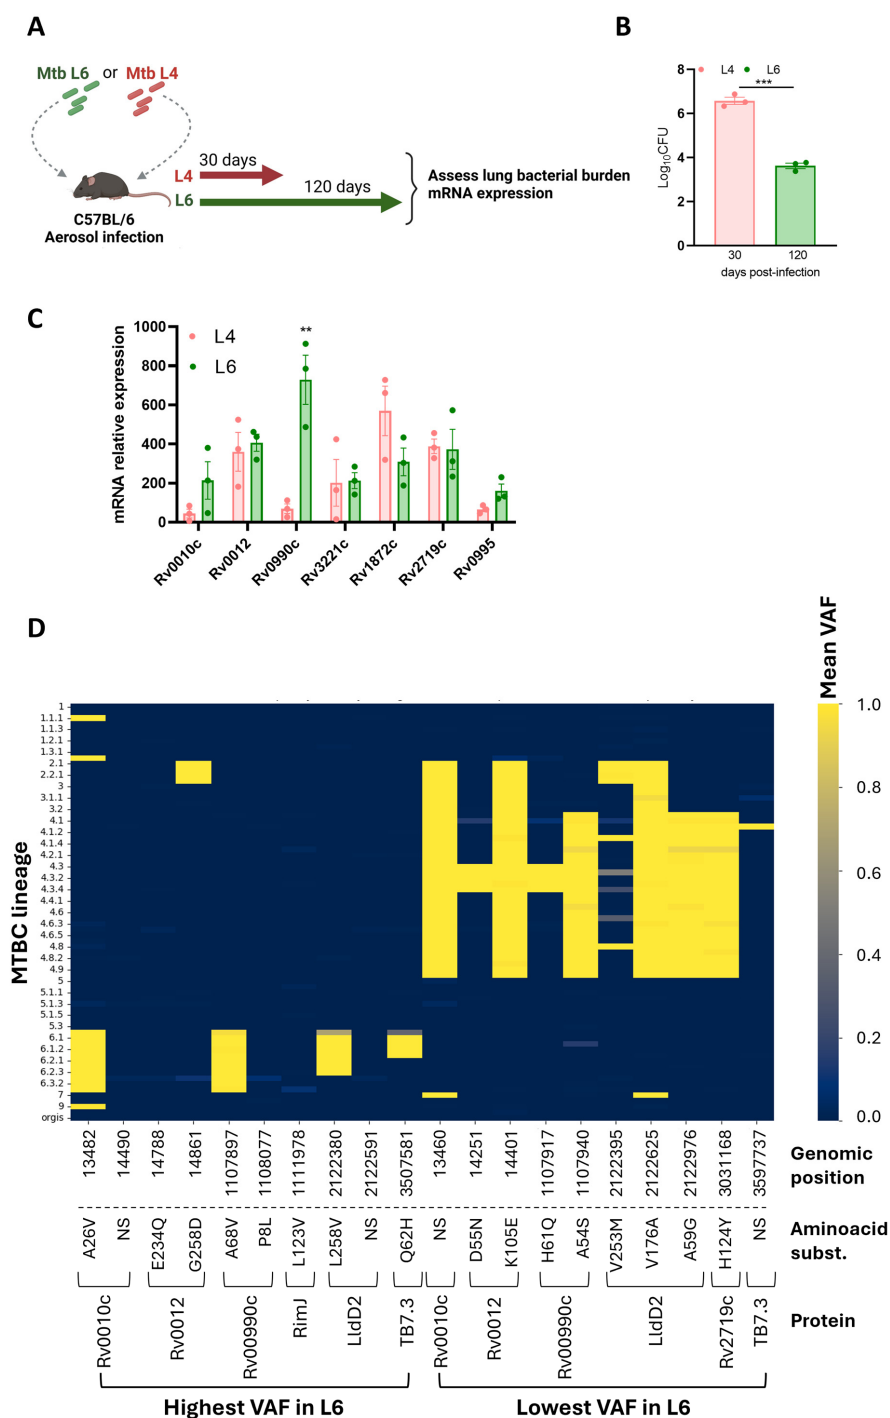 A
Mtb L6 or Mtb L4
30 days
L4
120 days
L6
C57BL/6
Aerosol infection
Assess lung bacterial burden
mRNA expression
B
L4 L6
***
Log10CFU
8
6
4
2
0
30 120
days post-infection
C
mRNA relative expression
1000
800
600
400
200
0
L4
L6
**
Rv0010c Rv0012 Rv0990c Rv3221c Rv1872c Rv2719c Rv0995
D
MTBC lineage
1
1.1.1
1.1.3
1.2.1
1.3.1
2.1
2.2.1
3
3.1.1
3.2
4.1
4.1.2
4.1.4
4.2.1
4.3
4.3.2
4.3.4
4.4.1
4.6
4.6.3
4.6.5
4.8
4.8.2
4.9
5
5.1.1
5.1.3
5.1.5
5.3
6.1
6.1.2
6.2.1
6.2.3
6.3.2
7
9
orgis
Mean VAF
1.0
0.8
0.6
0.4
0.2
0.0
13482 14490 14788 14861 1107897 1108077 1111978 2122380 2122591 3507581 13460 14251 14401 1107917 1107940 2122395 2122625 2122976 3031168 3597737
Genomic
position
A26V NS E234Q G258D A68V P8L L123V L258V NS Q62H NS D55N K105E H61Q A54S V253M V176A A59G H124Y NS
Aminoacid
subst.
Rv0010c Rv0012 Rv00990c RimJ LldD2 TB7.3 Rv0010c Rv0012 Rv00990c LldD2 Rv2719c TB7.3
Protein
Highest VAF in L6 Lowest VAF in L6